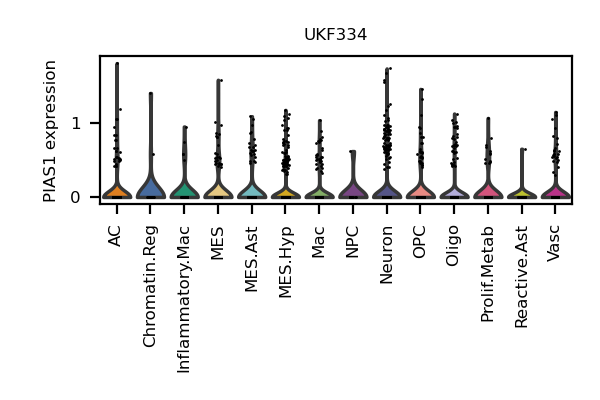 UKF334
PIAS1 expression
1
0
AC
Chromatin.Reg
Inflammatory.Mac
MES
MES.Ast
MES.Hyp
Mac
NPC
Neuron
OPC
Oligo
Prolif.Metab
Reactive.Ast
Vasc